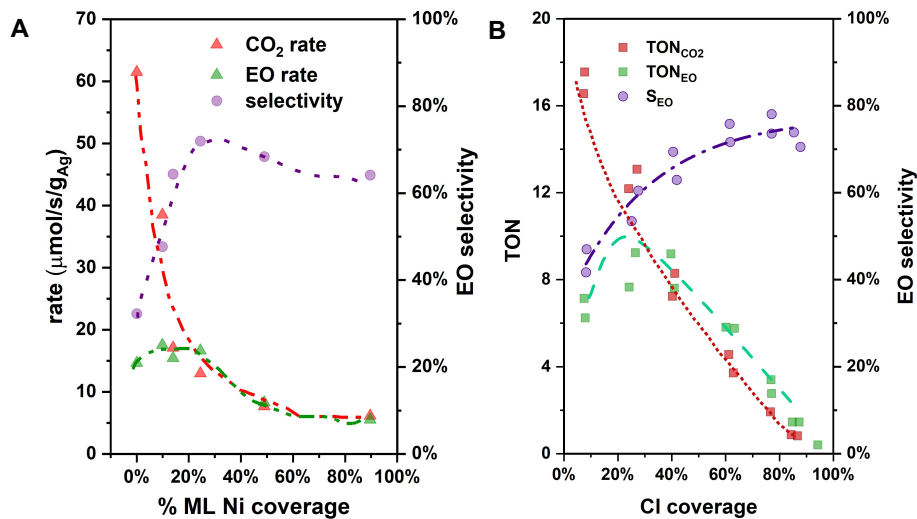 A
70
60
50
40
30
20
10
0
rate (μmol/s/gAg)
CO2 rate
EO rate
selectivity
100%
80%
60%
40%
20%
0%
EO selectivity
0%
20%
40%
60%
80%
100%
% ML Ni coverage
B
20
16
12
8
4
0
TON
TONCO2
TONEO
SEO
100%
80%
60%
40%
20%
0%
EO selectivity
0%
20%
40%
60%
80%
100%
Cl coverage